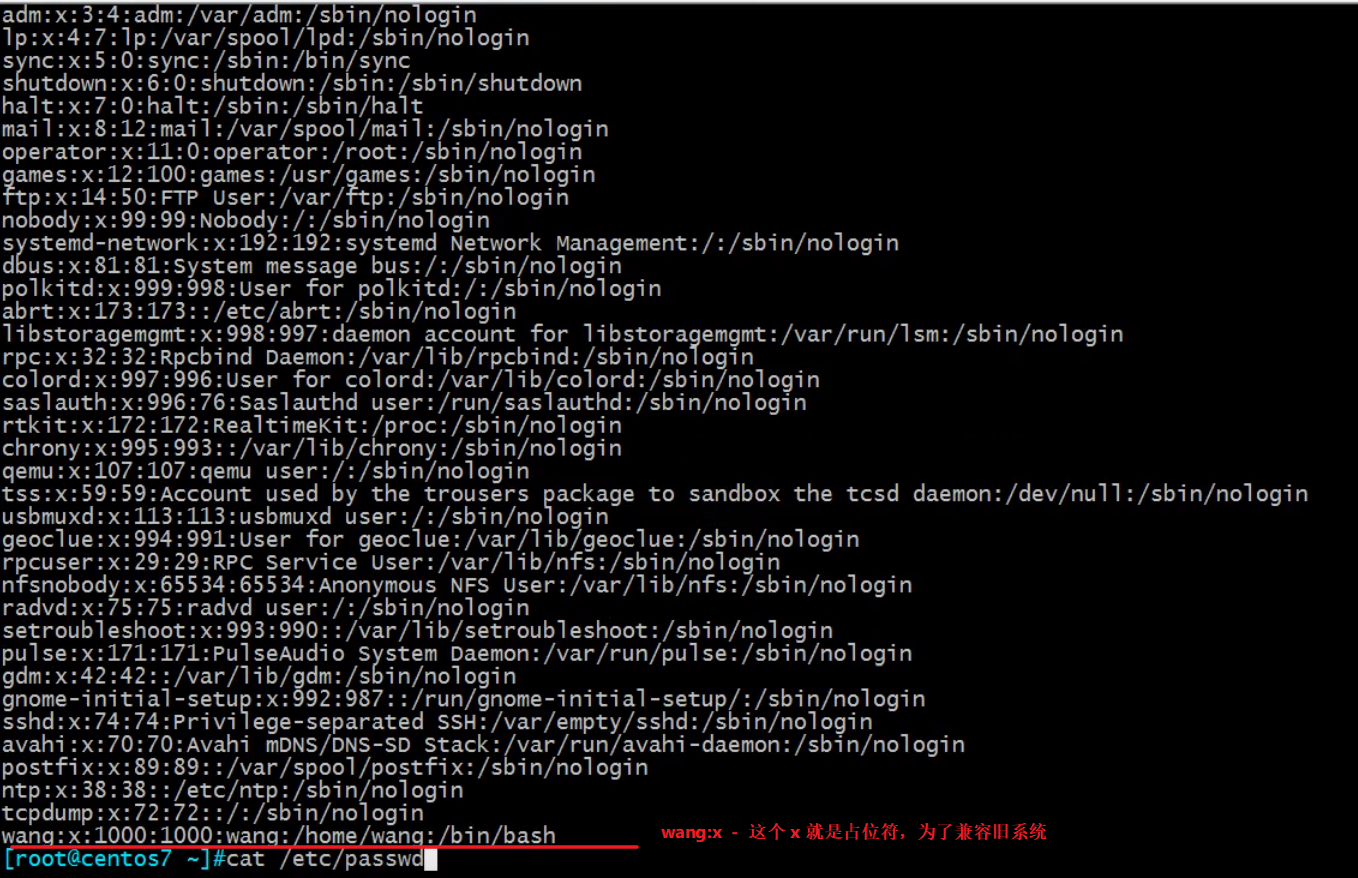 adm:x:3:4:adm:/var/adm:/sbin/nologin
lp:x:4:7:lp:/var/spool/lpd:/sbin/nologin
sync:x:5:0:sync:/sbin:/bin/sync
shutdown:x:6:0:shutdown:/sbin:/sbin/shutdown
halt:x:7:0:halt:/sbin:/sbin/halt
mail:x:8:12:mail:/var/spool/mail:/sbin/nologin
operator:x:11:0:operator:/root:/sbin/nologin
games:x:12:100:games:/usr/games:/sbin/nologin
ftp:x:14:50:FTP User:/var/ftp:/sbin/nologin
nobody:x:99:99:Nobody:/:/sbin/nologin
systemd-network:x:192:192:systemd Network Management:/:/sbin/nologin
dbus:x:81:81:System message bus:/:/sbin/nologin
polkitd:x:999:998:User for polkitd:/:/sbin/nologin
abrt:x:173:173::/etc/abrt:/sbin/nologin
libstoragemgmt:x:998:997:daemon account for libstoragemgmt:/var/run/lsm:/sbin/nologin
rpc:x:32:32:Rpcbind Daemon:/var/lib/rpcbind:/sbin/nologin
colord:x:997:996:User for colord:/var/lib/colord:/sbin/nologin
saslauth:x:996:76:Saslauthd user:/run/saslauthd:/sbin/nologin
rtkit:x:172:172:RealtimeKit:/proc:/sbin/nologin
chrony:x:995:993::/var/lib/chrony:/sbin/nologin
qemu:x:107:107:qemu user:/:/sbin/nologin
tss:x:59:59:Account used by the trousers package to sandbox the tcsd daemon:/dev/null:/sbin/nologin
usbmuxd:x:113:113:usbmuxd user:/:/sbin/nologin
geoclue:x:994:991:User for geoclue:/var/lib/geoclue:/sbin/nologin
rpcuser:x:29:29:RPC Service User:/var/lib/nfs:/sbin/nologin
nfsnobody:x:65534:65534:Anonymous NFS User:/var/lib/nfs:/sbin/nologin
radvd:x:75:75:radvd user:/:/sbin/nologin
setroubleshoot:x:993:990::/var/lib/setroubleshoot:/sbin/nologin
pulse:x:171:171:PulseAudio System Daemon:/var/run/pulse:/sbin/nologin
gdm:x:42:42::/var/lib/gdm:/sbin/nologin
gnome-initial-setup:x:992:987::/run/gnome-initial-setup/:/sbin/nologin
sshd:x:74:74:Privilege-separated SSH:/var/empty/sshd:/sbin/nologin
avahi:x:70:70:Avahi mDNS/DNS-SD Stack:/var/run/avahi-daemon:/sbin/nologin
postfix:x:89:89::/var/spool/postfix:/sbin/nologin
ntp:x:38:38::/etc/ntp:/sbin/nologin
tcpdump:x:72:72::/:/sbin/nologin
wang:x:1000:1000:wang:/home/wang:/bin/bash
wang:x - 这个 x 就是占位符，为了兼容旧系统
[root@centos7 ~]#cat /etc/passwd